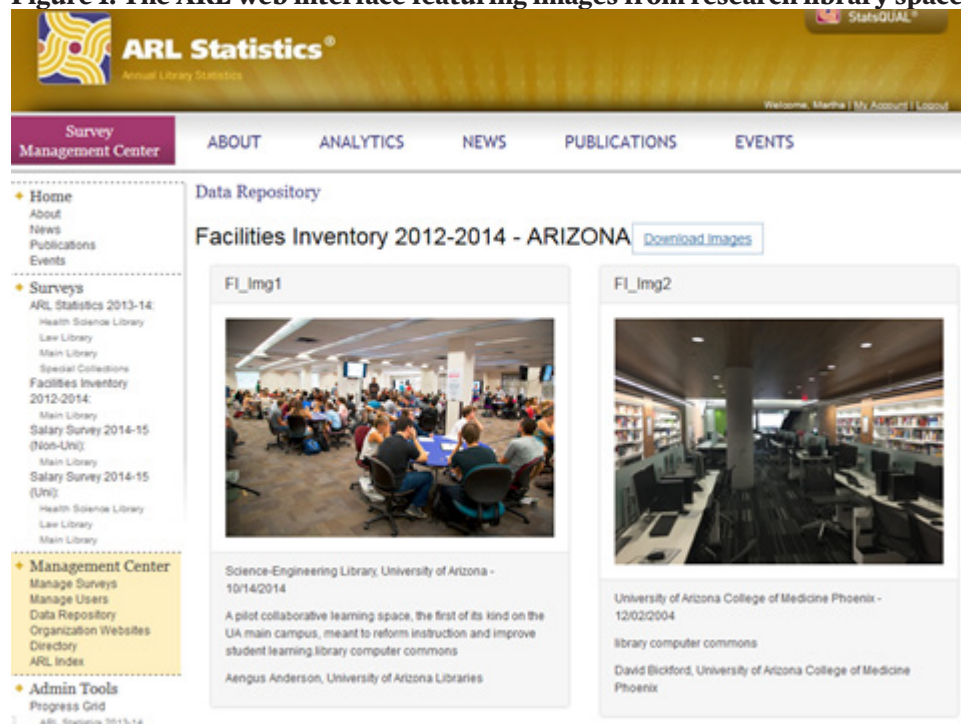 Figure 1. The ARL web interface featuring images from research library space
StatsQUAL®
ARL Statistics®
Annual Library Statistics
Welcome, Martha | My Account | Logout
Survey
Management Center
ABOUT
ANALYTICS
NEWS
PUBLICATIONS
EVENTS
Home
About
News
Publications
Events
Surveys
ARL Statistics 2013-14:
Health Science Library
Law Library
Main Library
Special Collections
Facilities Inventory
2012-2014:
Main Library
Salary Survey 2014-15
(Non-Uni):
Main Library
Salary Survey 2014-15
(Uni):
Health Science Library
Law Library
Main Library
Management Center
Manage Surveys
Manage Users
Data Repository
Organization Websites
Directory
ARL Index
Admin Tools
Progress Grid
ARL Statistics 2013-14
Data Repository
Facilities Inventory 2012-2014 - ARIZONA
Download Images
FI_Img1
Science-Engineering Library, University of Arizona -
10/14/2014
A pilot collaborative learning space, the first of its kind on the
UA main campus, meant to reform instruction and improve
student learning.library computer commons
Aengus Anderson, University of Arizona Libraries
FI_Img2
University of Arizona College of Medicine Phoenix -
12/02/2004
library computer commons
David Bickford, University of Arizona College of Medicine
Phoenix